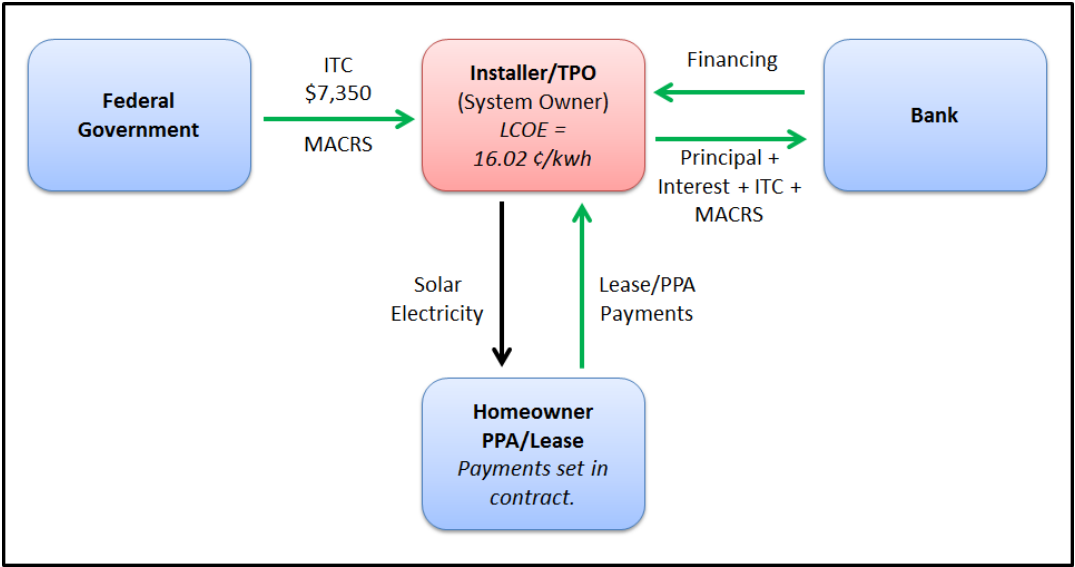 Federal
Government
ITC
$7,350
MACRS
Installer/TPO
(System Owner)
LCOE =
16.02 ¢/kwh
Financing
Principal +
Interest + ITC +
MACRS
Bank
Solar
Electricity
Lease/PPA
Payments
Homeowner
PPA/Lease
Payments set in
contract.